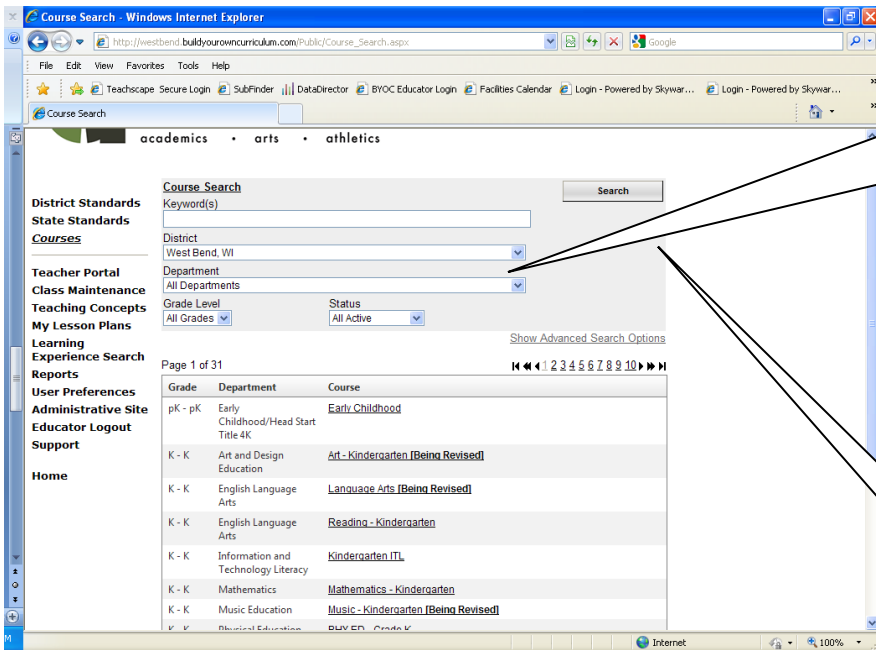 Course Search - Windows Internet Explorer
http://westbend.buildyourowncurriculum.com/Public/Course_Search.aspx
Google
File Edit View Favorites Tools Help
Teachscape Secure Login SubFinder DataDirector BYOC Educator Login Facilities Calendar Login - Powered by Skywar... Login - Powered by Skywar...
Course Search
academics • arts • athletics
District Standards
State Standards
Courses
Teacher Portal
Class Maintenance
Teaching Concepts
My Lesson Plans
Learning
Experience Search
Reports
User Preferences
Administrative Site
Educator Logout
Support
Home
Course Search
Search
Keyword(s)
District
West Bend, WI
Department
All Departments
Grade Level Status
All Grades All Active
Show Advanced Search Options
Page 1 of 31 1 2 3 4 5 6 7 8 9 10
Grade Department Course
pK - pK Early Early Childhood
Childhood/Head Start
Title 4K
K - K Art and Design Art - Kindergarten [Being Revised]
Education
K - K English Language Language Arts [Being Revised]
Arts
K - K English Language Reading - Kindergarten
Arts
K - K Information and Kindergarten ITL
Technology Literacy
K - K Mathematics Mathematics - Kindergarten
K - K Music Education Music - Kindergarten [Being Revised]
K - K Physical Education PHY ED - Grade K
Internet 100%
M